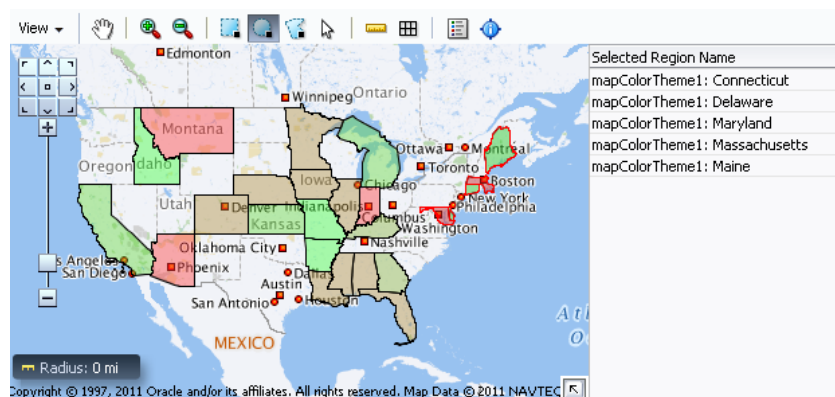 View
Edmonton
Selected Region Name
mapColorTheme1: Connecticut
mapColorTheme1: Delaware
mapColorTheme1: Maryland
mapColorTheme1: Massachusetts
mapColorTheme1: Maine
Winnipeg
Ontario
Montana
Ottawa
Montreal
Toronto
Oregon
Idaho
Iowa
Chicago
Boston
New York
Philadelphia
Utah
Denver
Indianapolis
Columbus
Kansas
Washington
Oklahoma City
Nashville
s Angeles
San Diego
Phoenix
Dallas
Austin
San Antonio
Houston
MEXICO
Atl
O
Radius: 0 mi
Copyright © 1997, 2011 Oracle and/or its affiliates. All rights reserved. Map Data © 2011 NAVTEC